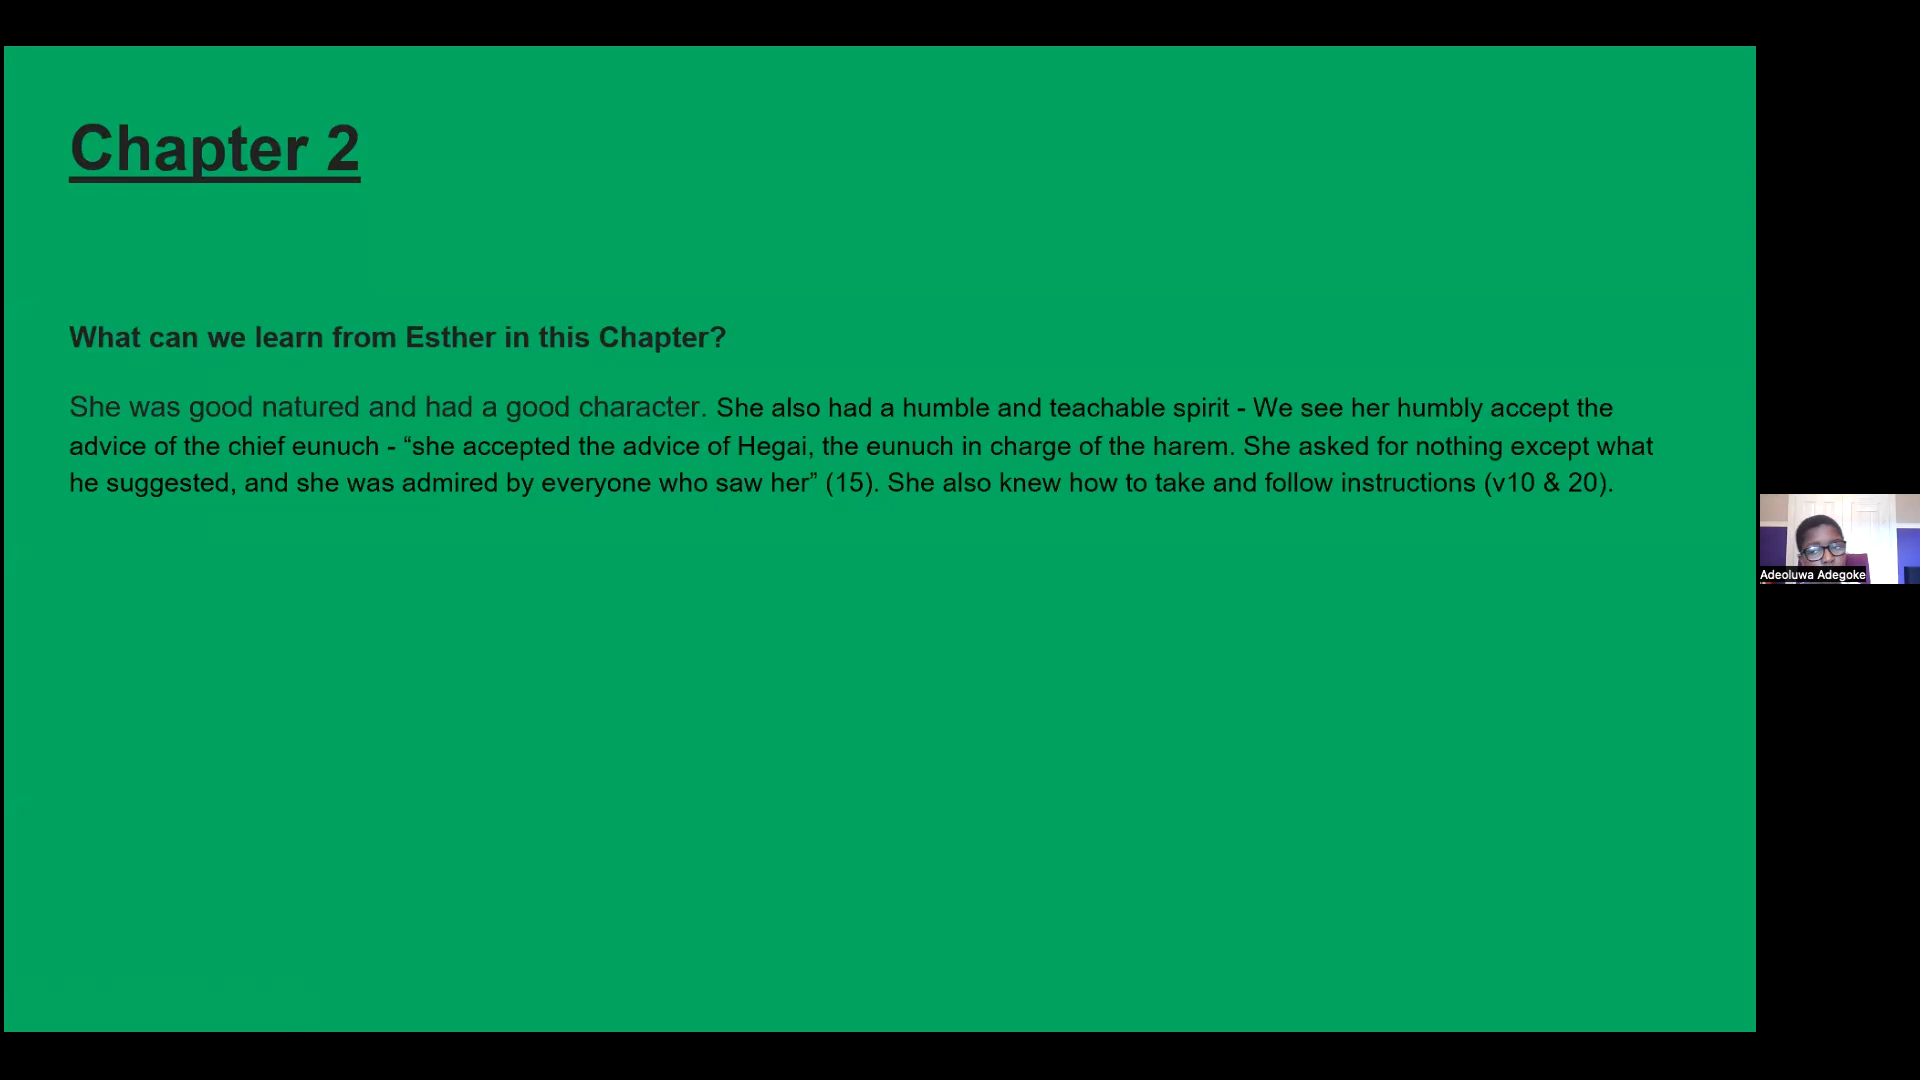 Chapter 2
What can we learn from Esther in this Chapter?
She was good natured and had a good character. She also had a humble and teachable spirit - We see her humbly accept the
advice of the chief eunuch - “she accepted the advice of Hegai, the eunuch in charge of the harem. She asked for nothing except what
he suggested, and she was admired by everyone who saw her” (15). She also knew how to take and follow instructions (v10 & 20).
Adeoluwa Adegoke